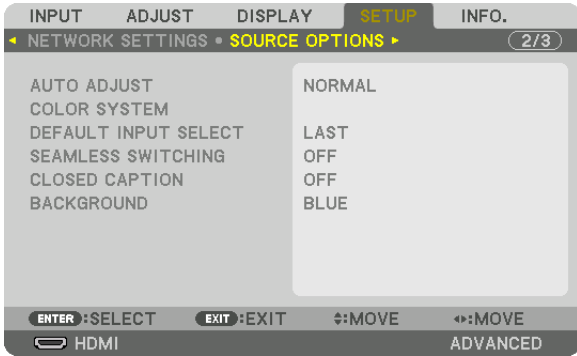 INPUT ADJUST DISPLAY SETUP INFO.
NETWORK SETTINGS • SOURCE OPTIONS 2/3
AUTO ADJUST NORMAL
COLOR SYSTEM
DEFAULT INPUT SELECT LAST
SEAMLESS SWITCHING OFF
CLOSED CAPTION OFF
BACKGROUND BLUE
ENTER :SELECT EXIT :EXIT :MOVE :MOVE
HDMI ADVANCED